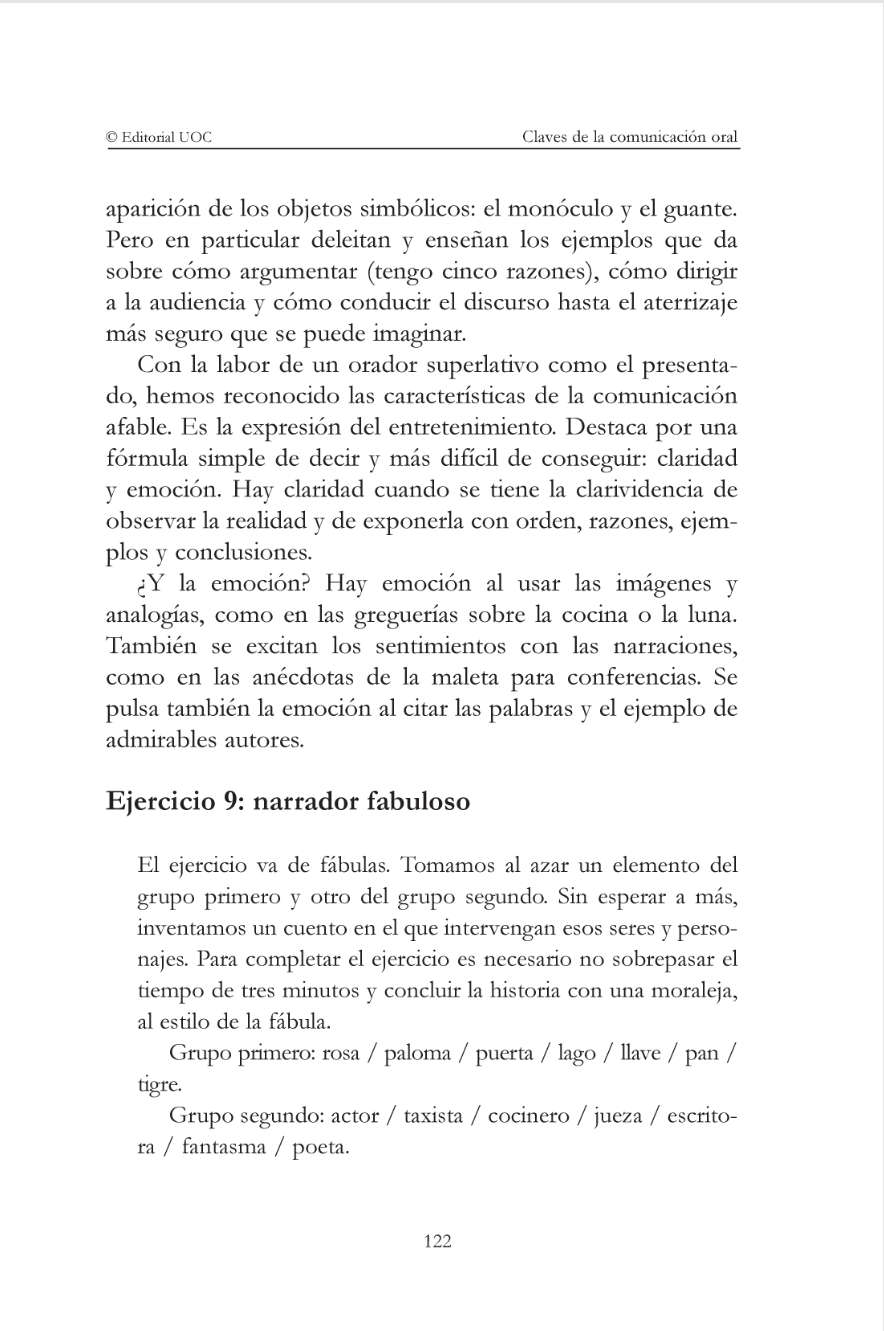 © Editorial UOC
Claves de la comunicación oral
aparición de los objetos simbólicos: el monóculo y el guante.
Pero en particular deleitan y enseñan los ejemplos que da
sobre cómo argumentar (tengo cinco razones), cómo dirigir
a la audiencia y cómo conducir el discurso hasta el aterrizaje
más seguro que se puede imaginar.
Con la labor de un orador superlativo como el presenta-
do, hemos reconocido las características de la comunicación
afable. Es la expresión del entretenimiento. Destaca por una
fórmula simple de decir y más difícil de conseguir: claridad
y emoción. Hay claridad cuando se tiene la clarividencia de
observar la realidad y de exponerla con orden, razones, ejem-
plos y conclusiones.
¿Y la emoción? Hay emoción al usar las imágenes y
analogías, como en las greguerías sobre la cocina o la luna.
También se excitan los sentimientos con las narraciones,
como en las anécdotas de la maleta para conferencias. Se
pulsa también la emoción al citar las palabras y el ejemplo de
admirables autores.
Ejercicio 9: narrador fabuloso
El ejercicio va de fábulas. Tomamos al azar un elemento del
grupo primero y otro del grupo segundo. Sin esperar a más,
inventamos un cuento en el que intervengan esos seres y perso-
najes. Para completar el ejercicio es necesario no sobrepasar el
tiempo de tres minutos y concluir la historia con una moraleja,
al estilo de la fábula.
Grupo primero: rosa / paloma / puerta / lago / llave / pan /
tigre.
Grupo segundo: actor / taxista / cocinero / jueza / escrito-
ra / fantasma / poeta.
122